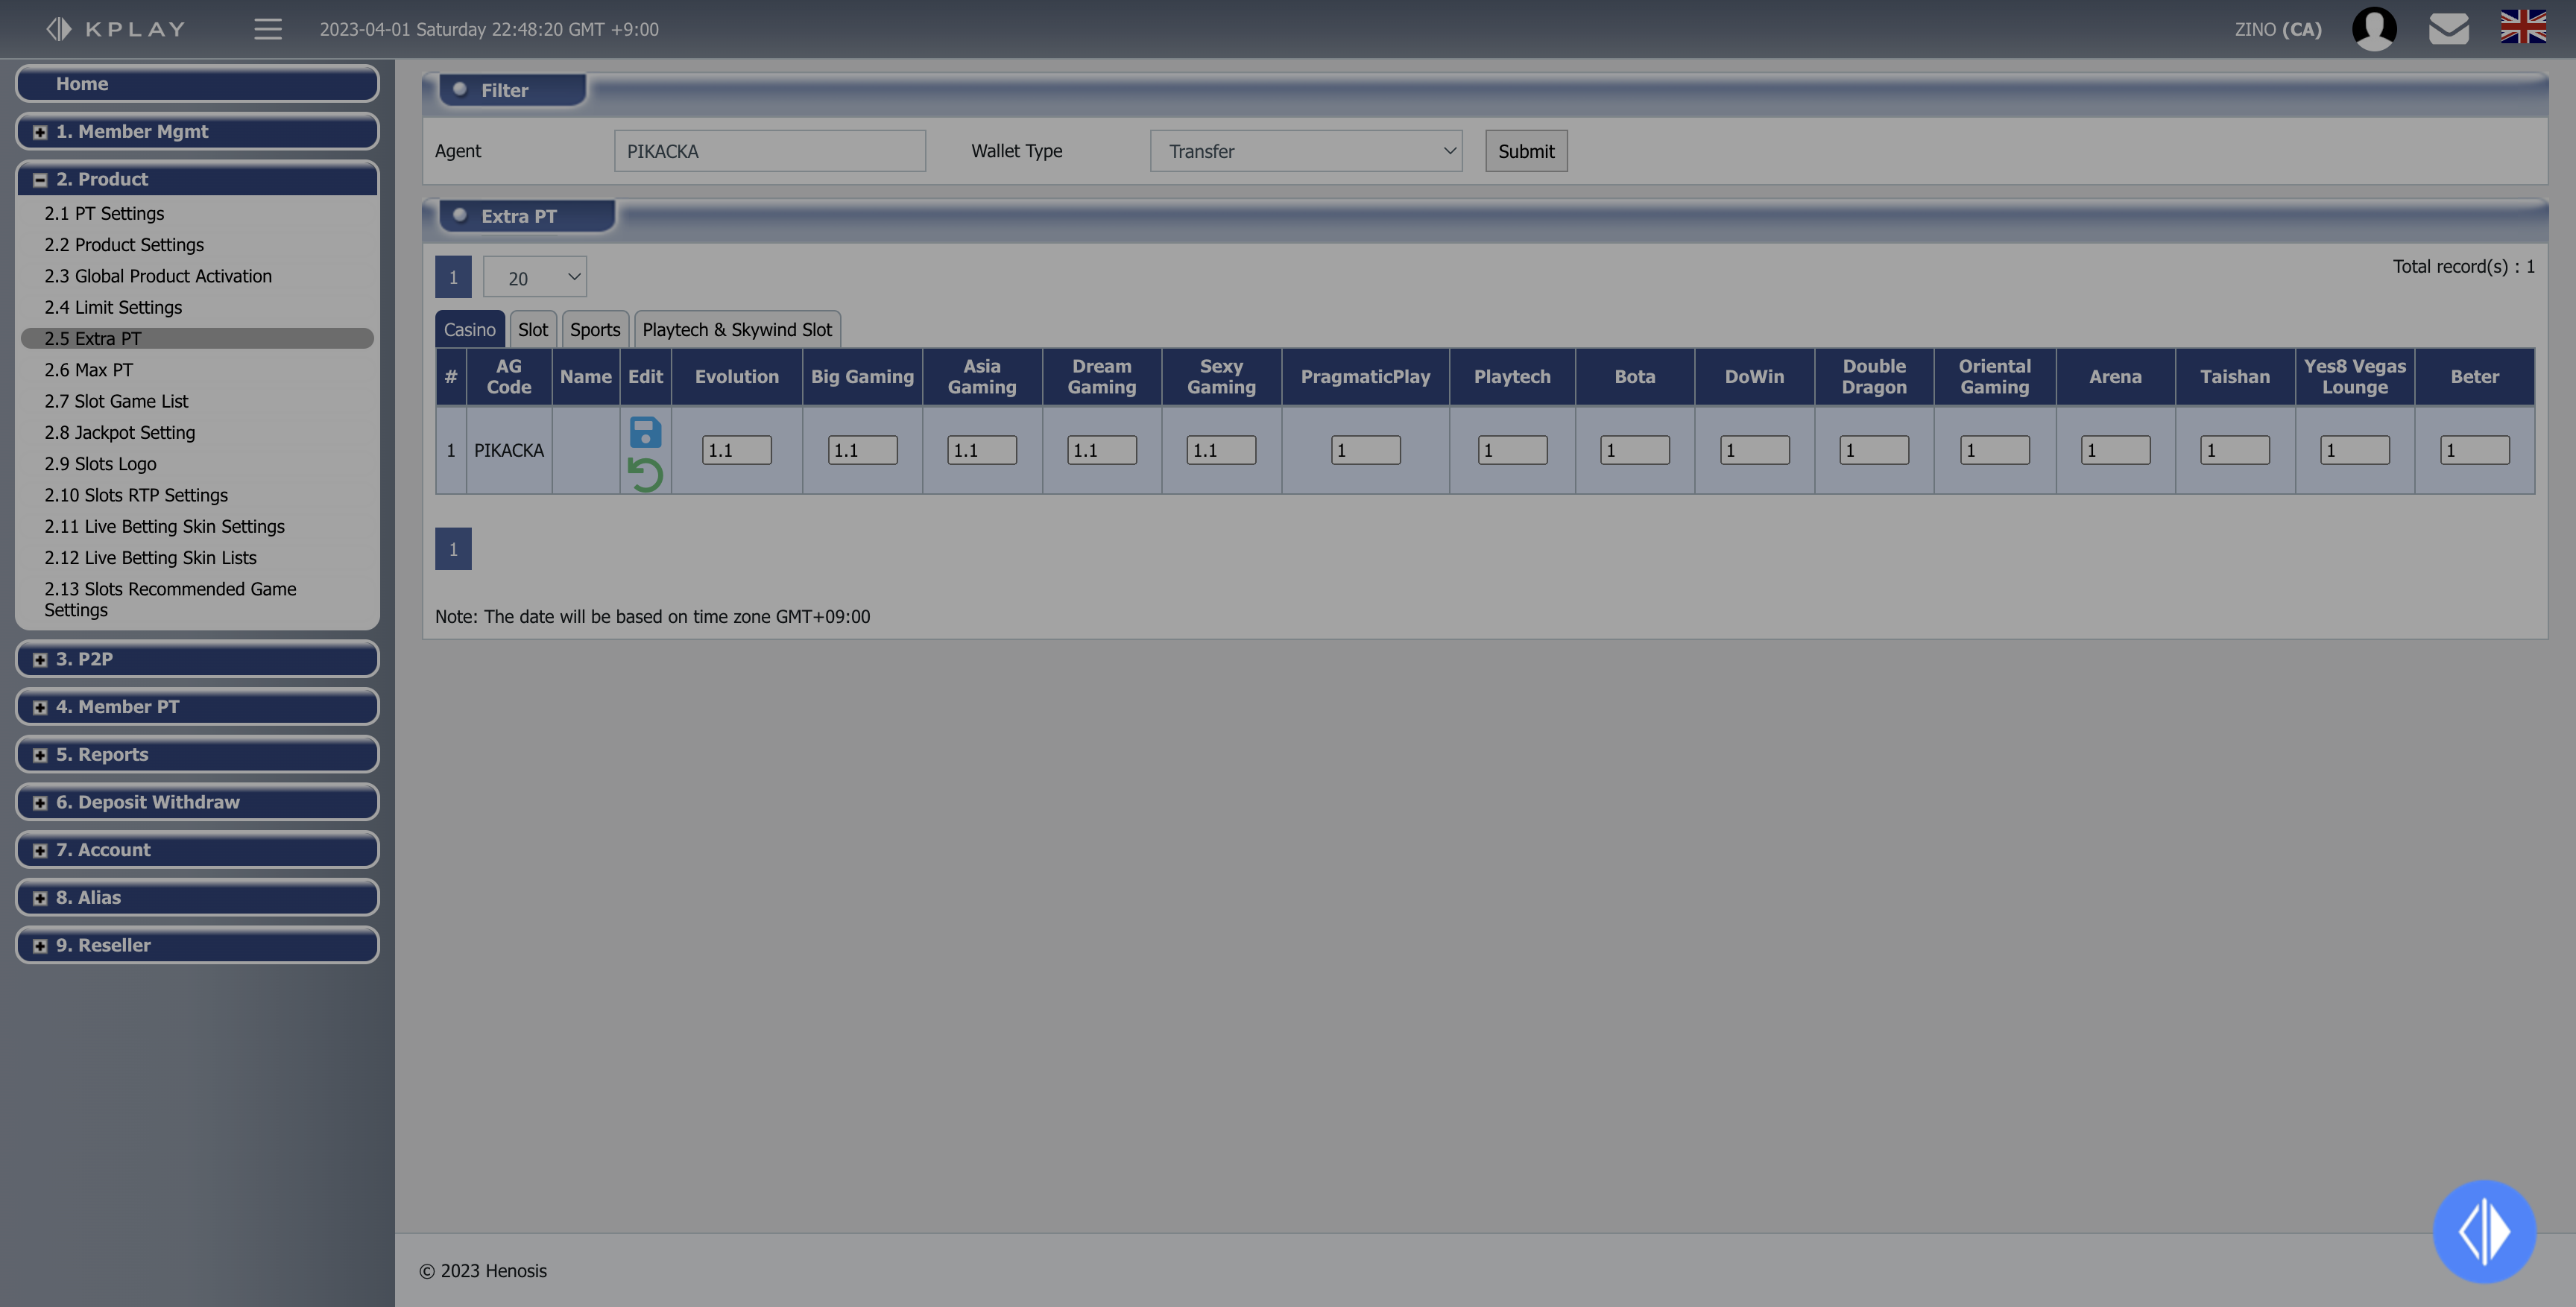 KPLAY
2023-04-01 Saturday 22:48:20 GMT +9:00
ZINO (CA)
Home
1. Member Mgmt
2. Product
2.1 PT Settings
2.2 Product Settings
2.3 Global Product Activation
2.4 Limit Settings
2.5 Extra PT
2.6 Max PT
2.7 Slot Game List
2.8 Jackpot Setting
2.9 Slots Logo
2.10 Slots RTP Settings
2.11 Live Betting Skin Settings
2.12 Live Betting Skin Lists
2.13 Slots Recommended Game
Settings
3. P2P
4. Member PT
5. Reports
6. Deposit Withdraw
7. Account
8. Alias
9. Reseller
Filter
Agent PIKACKA Wallet Type Transfer Submit
Extra PT
1 20 Total record(s) : 1
Casino Slot Sports Playtech & Skywind Slot
# AG Code Name Edit Evolution Big Gaming Asia Gaming Dream Gaming Sexy Gaming PragmaticPlay Playtech Bota DoWin Double Dragon Oriental Gaming Arena Taishan Yes8 Vegas Lounge Beter
1 PIKACKA 1.1 1.1 1.1 1.1 1.1 1 1 1 1 1 1 1 1 1 1
1
Note: The date will be based on time zone GMT+09:00
© 2023 Henosis